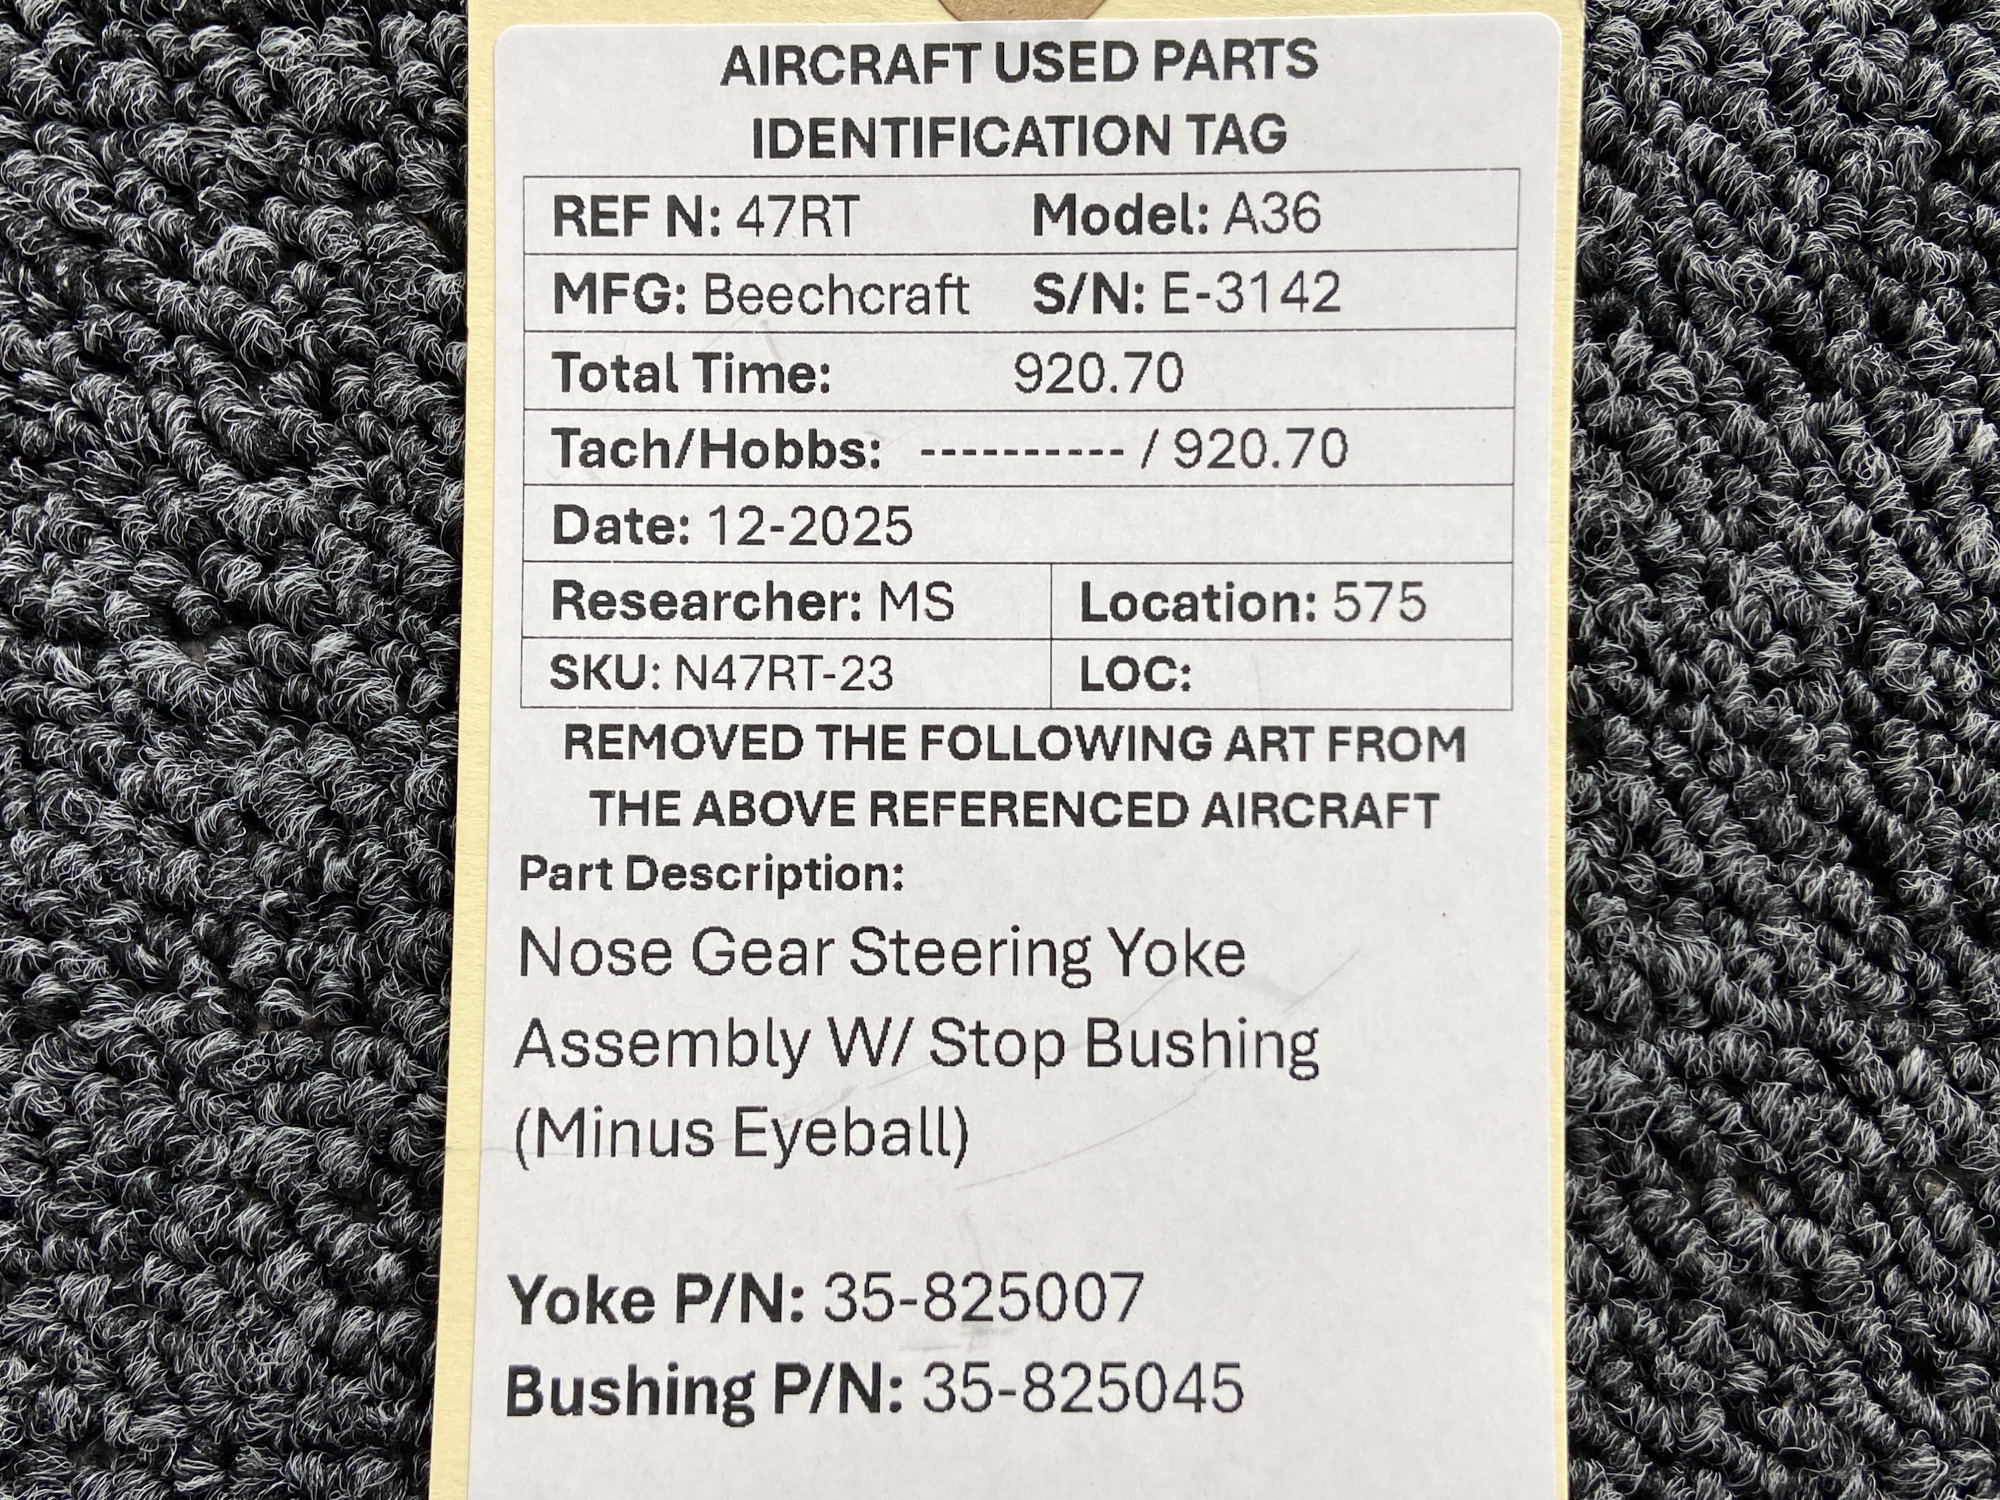 AIRCRAFT USED PARTS
IDENTIFICATION TAG
REF N: 47RT Model: A36
MFG: Beechcraft S/N: E-3142
Total Time: 920.70
Tach/Hobbs: ---------- / 920.70
Date: 12-2025
Researcher: MS Location: 575
SKU: N47RT-23 LOC:
REMOVED THE FOLLOWING ART FROM
THE ABOVE REFERENCED AIRCRAFT
Part Description:
Nose Gear Steering Yoke
Assembly W/ Stop Bushing
(Minus Eyeball)
Yoke P/N: 35-825007
Bushing P/N: 35-825045